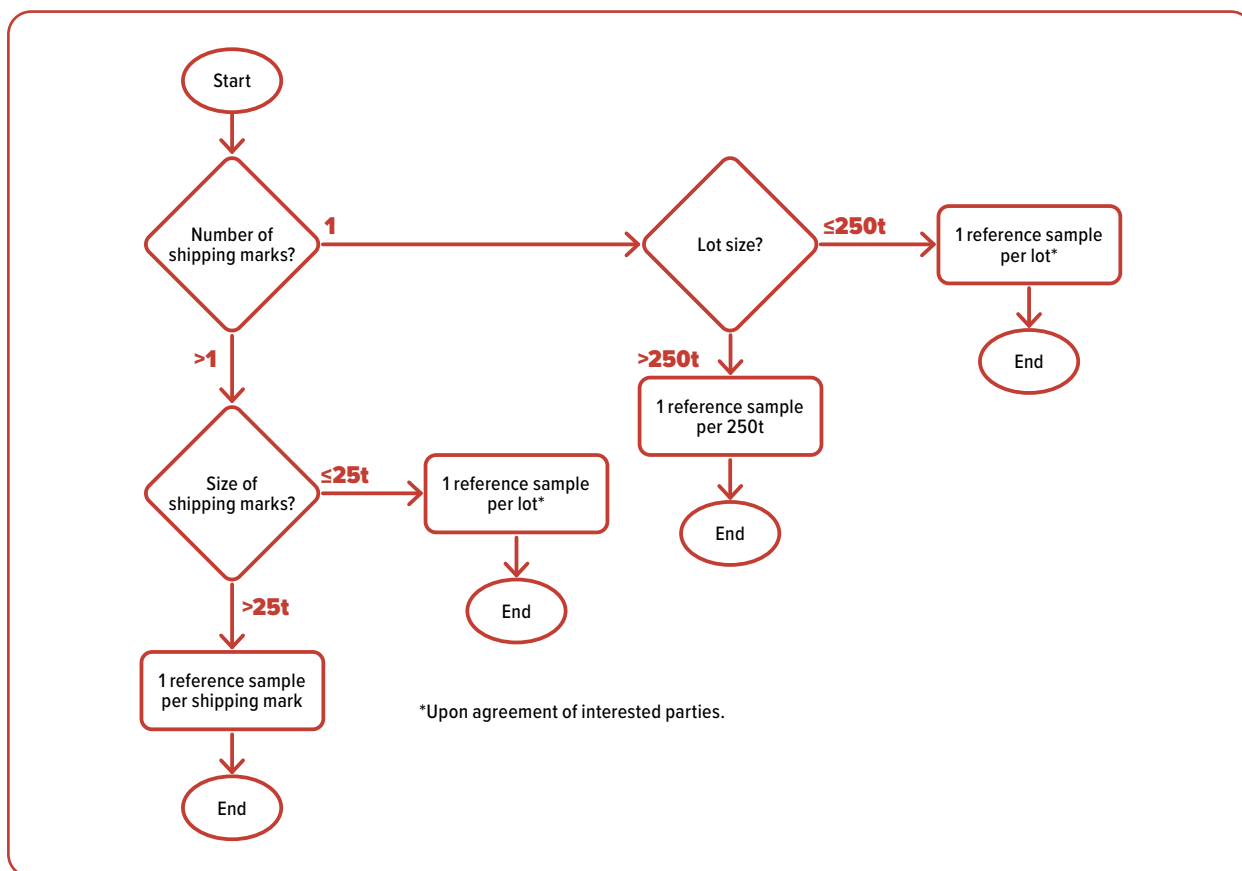 Start
Number of
shipping marks?
1
Lot size?
≤250t
1 reference sample
per lot*
End
>250t
1 reference sample
per 250t
End
>1
Size of
shipping marks?
≤25t
1 reference sample
per lot*
End
>25t
1 reference sample
per shipping mark
End
*Upon agreement of interested parties.